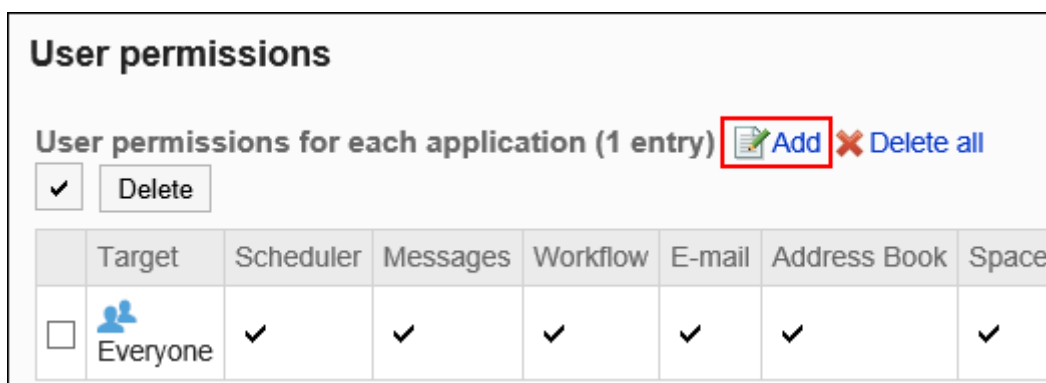 User permissions
User permissions for each application (1 entry) Add Delete all
Delete
Target Scheduler Messages Workflow E-mail Address Book Space
Everyone